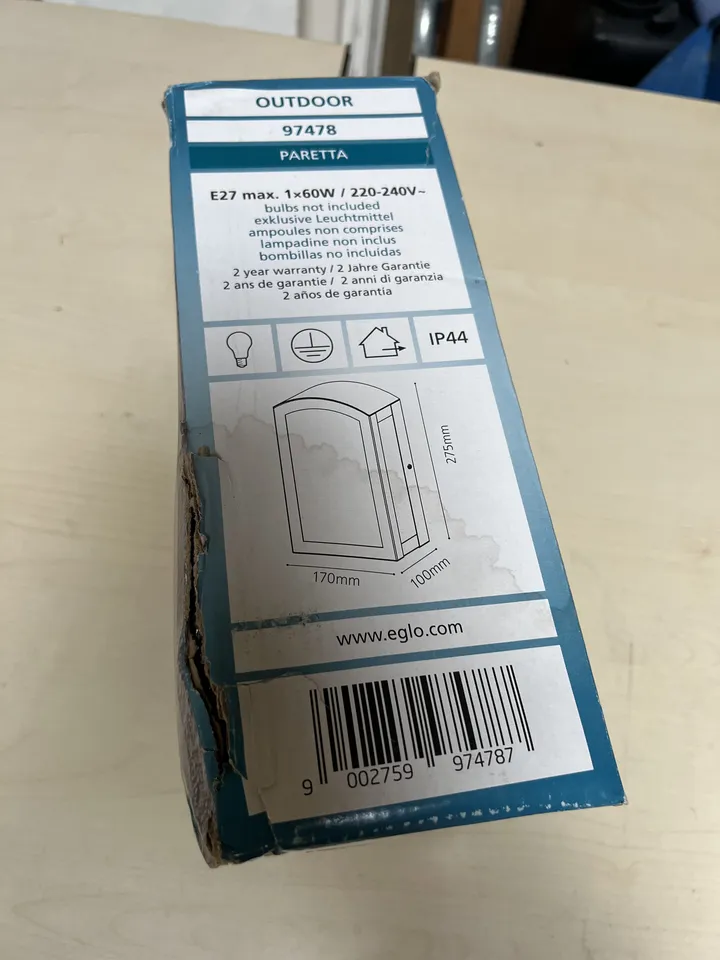 OUTDOOR
97478
PARETTA
E27 max. 1×60W / 220-240V~
bulbs not included
exklusive Leuchtmittel
ampoules non comprises
lampadine non inclus
bombillas no incluídas
2 year warranty / 2 Jahre Garantie
2 ans de garantie / 2 anni di garanzia
2 años de garantía
IP44
275mm
170mm
100mm
www.eglo.com
9 002759 974787